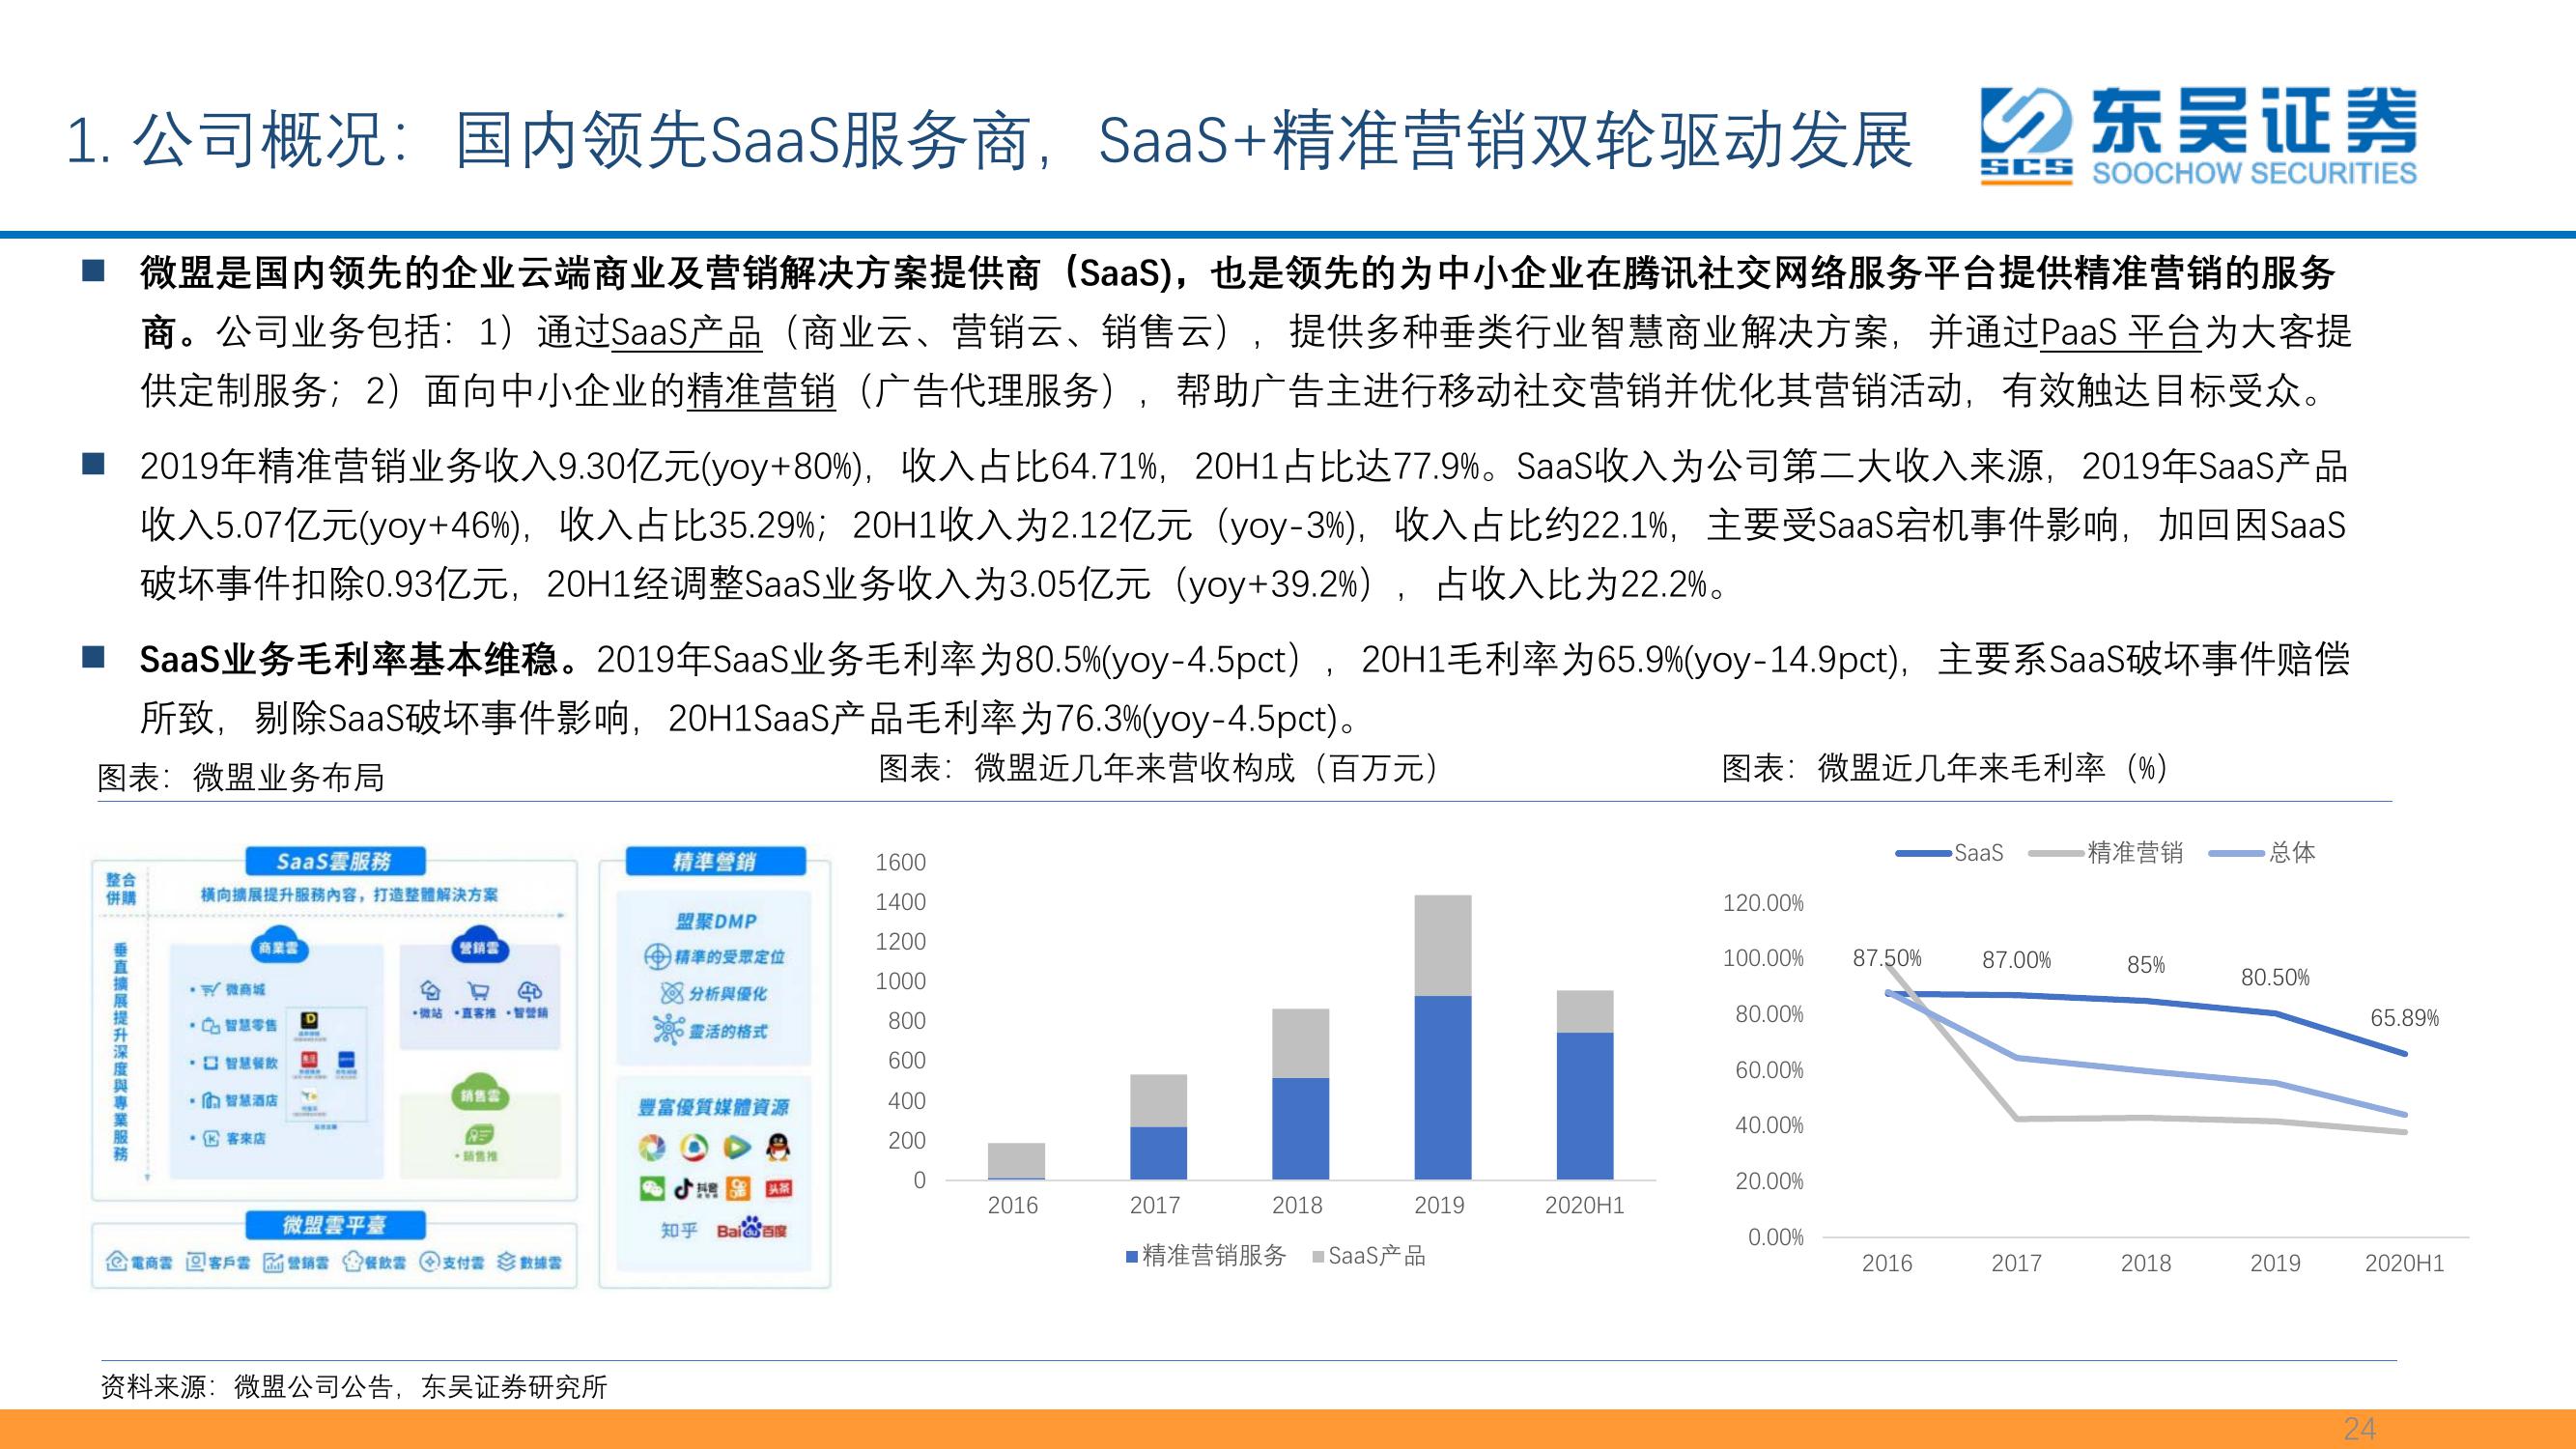 1. 公司概况：国内领先SaaS服务商，SaaS+精准营销双轮驱动发展
东吴证券
SCS
SOOCHOW SECURITIES
微盟是国内领先的企业云端商业及营销解决方案提供商（SaaS)，也是领先的为中小企业在腾讯社交网络服务平台提供精准营销的服务
商。公司业务包括：1）通过SaaS产品（商业云、营销云、销售云），提供多种垂类行业智慧商业解决方案，并通过PaaS 平台为大客提
供定制服务；2）面向中小企业的精准营销（广告代理服务），帮助广告主进行移动社交营销并优化其营销活动，有效触达目标受众。
2019年精准营销业务收入9.30亿元(yoy+80%)，收入占比64.71%，20H1占比达77.9%。SaaS收入为公司第二大收入来源，2019年SaaS产品
收入5.07亿元(yoy+46%)，收入占比35.29%；20H1收入为2.12亿元（yoy-3%)，收入占比约22.1%，主要受SaaS宕机事件影响，加回因SaaS
破坏事件扣除0.93亿元，20H1经调整SaaS业务收入为3.05亿元（yoy+39.2%），占收入比为22.2%。
SaaS业务毛利率基本维稳。2019年SaaS业务毛利率为80.5%(yoy-4.5pct），20H1毛利率为65.9%(yoy-14.9pct)，主要系SaaS破坏事件赔偿
所致，剔除SaaS破坏事件影响，20H1SaaS产品毛利率为76.3%(yoy-4.5pct)。
图表：微盟业务布局
SaaS雲服務
整合
併購
橫向擴展提升服務內容，打造整體解決方案
垂直擴展提升深度與專業服務
商業雲
微商城
智慧零售
智慧餐飲
智慧酒店
客來店
營銷雲
微站 直客推 智營銷
銷售雲
銷售推
微盟雲平臺
電商雲 客戶雲 營銷雲 餐飲雲 支付雲 數據雲
精準營銷
盟聚DMP
精準的受眾定位
分析與優化
靈活的格式
豐富優質媒體資源
抖音
头条
知乎 Bai du 百度
图表：微盟近几年来营收构成（百万元）
1600
1400
1200
1000
800
600
400
200
0
2016 2017 2018 2019 2020H1
精准营销服务 SaaS产品
图表：微盟近几年来毛利率（%）
SaaS 精准营销 总体
120.00%
100.00%
80.00%
60.00%
40.00%
20.00%
0.00%
87.50% 87.00% 85% 80.50% 65.89%
2016 2017 2018 2019 2020H1
资料来源：微盟公司公告，东吴证券研究所
24